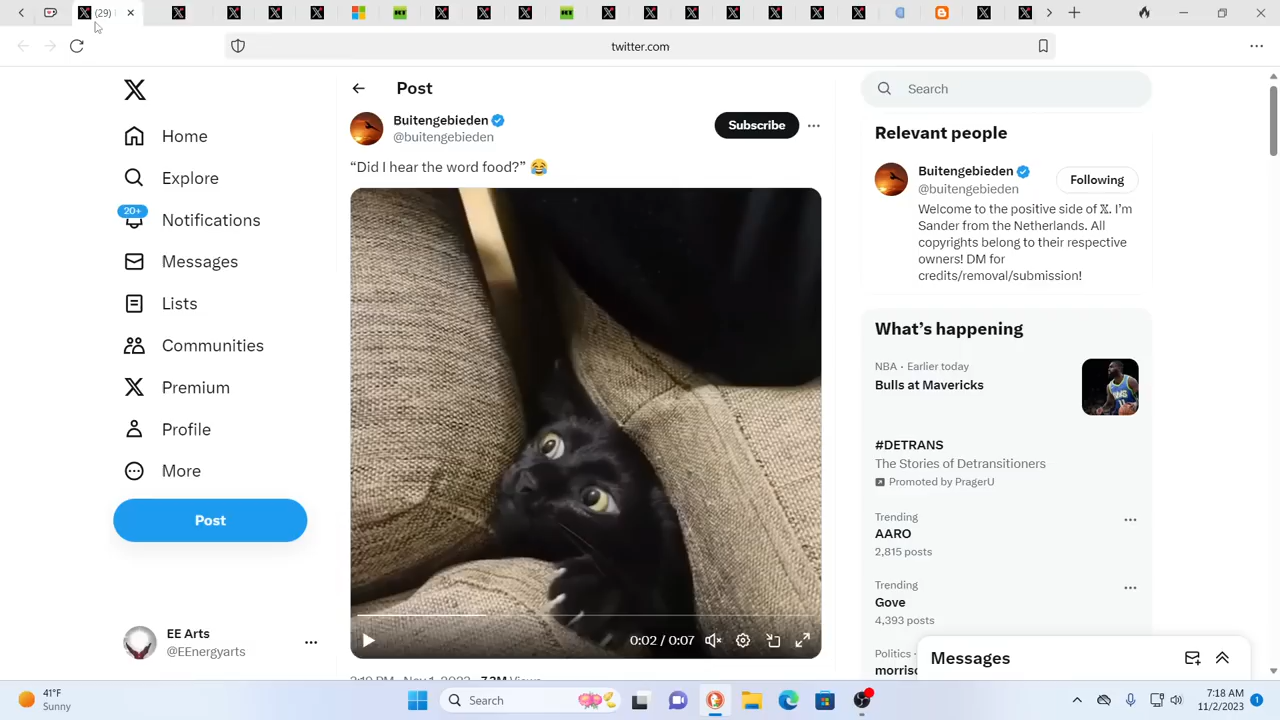 (29)
twitter.com
Home
Explore
20+
Notifications
Messages
Lists
Communities
Premium
Profile
More
Post
EE Arts
@EEnergyarts
Post
Buitengebieden
@buitengebieden
Subscribe
“Did I hear the word food?” 😂
0:02 / 0:07
Search
Relevant people
Buitengebieden
@buitengebieden
Following
Welcome to the positive side of 𝕏. I’m
Sander from the Netherlands. All
copyrights belong to their respective
owners! DM for
credits/removal/submission!
What’s happening
NBA · Earlier today
Bulls at Mavericks
#DETRANS
The Stories of Detransitioners
Promoted by PragerU
Trending
AARO
2,815 posts
Trending
Gove
4,393 posts
Politics ·
Messages
41°F
Sunny
Search
7:18 AM
11/2/2023
1